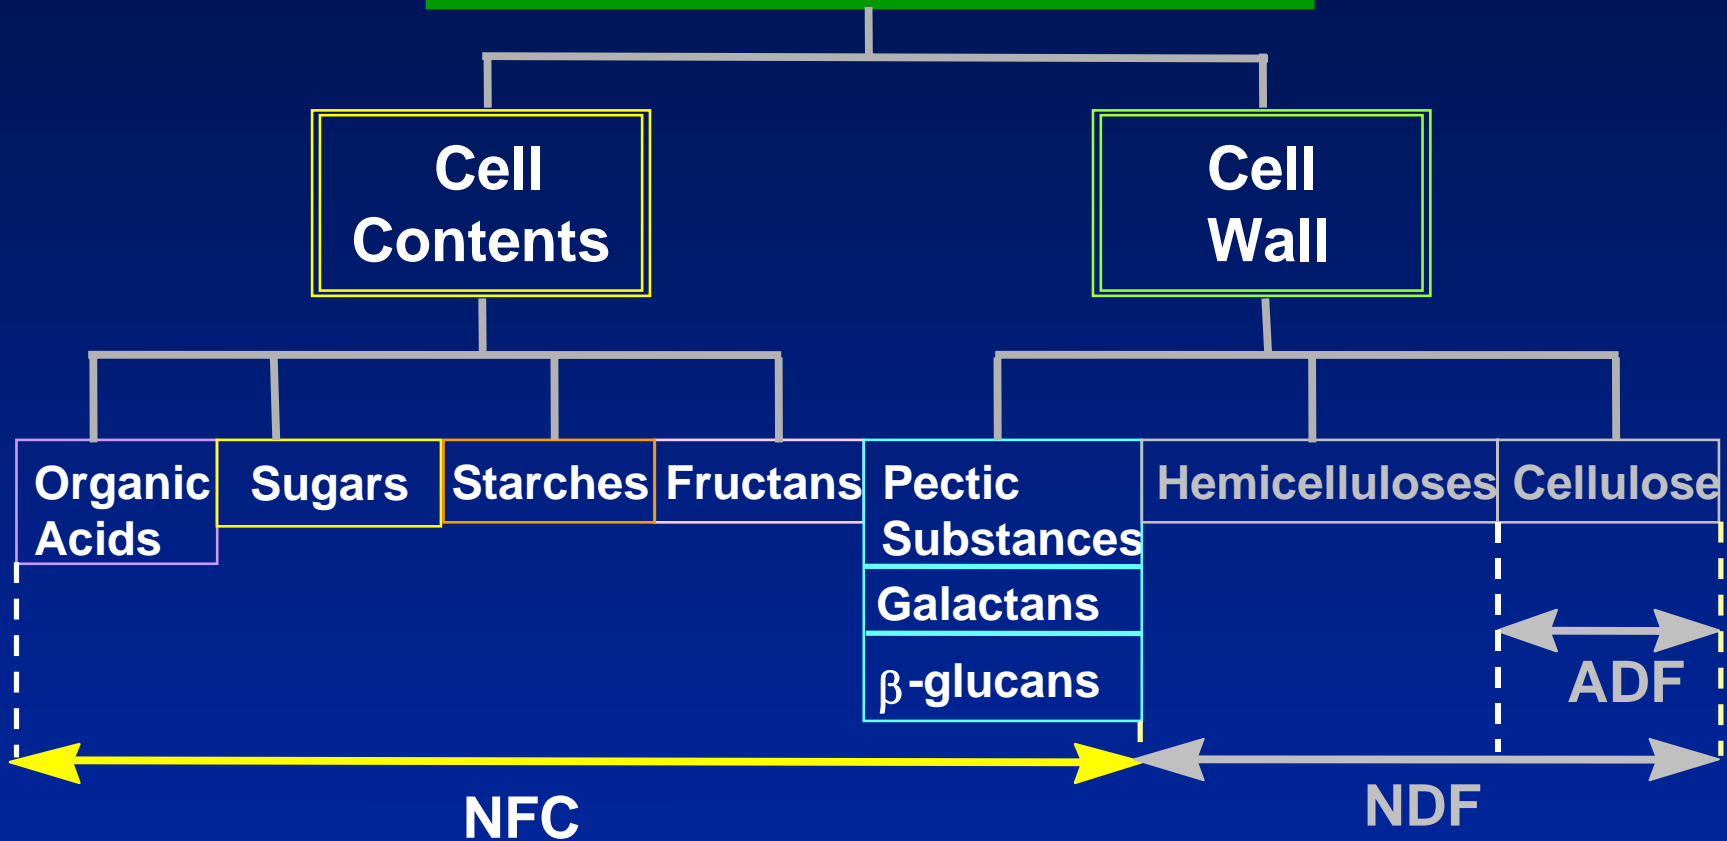 Cell
Contents
Cell
Wall
Organic
Acids
Sugars
Starches
Fructans
Pectic
Substances
Galactans
β-glucans
Hemicelluloses
Cellulose
ADF
NFC
NDF